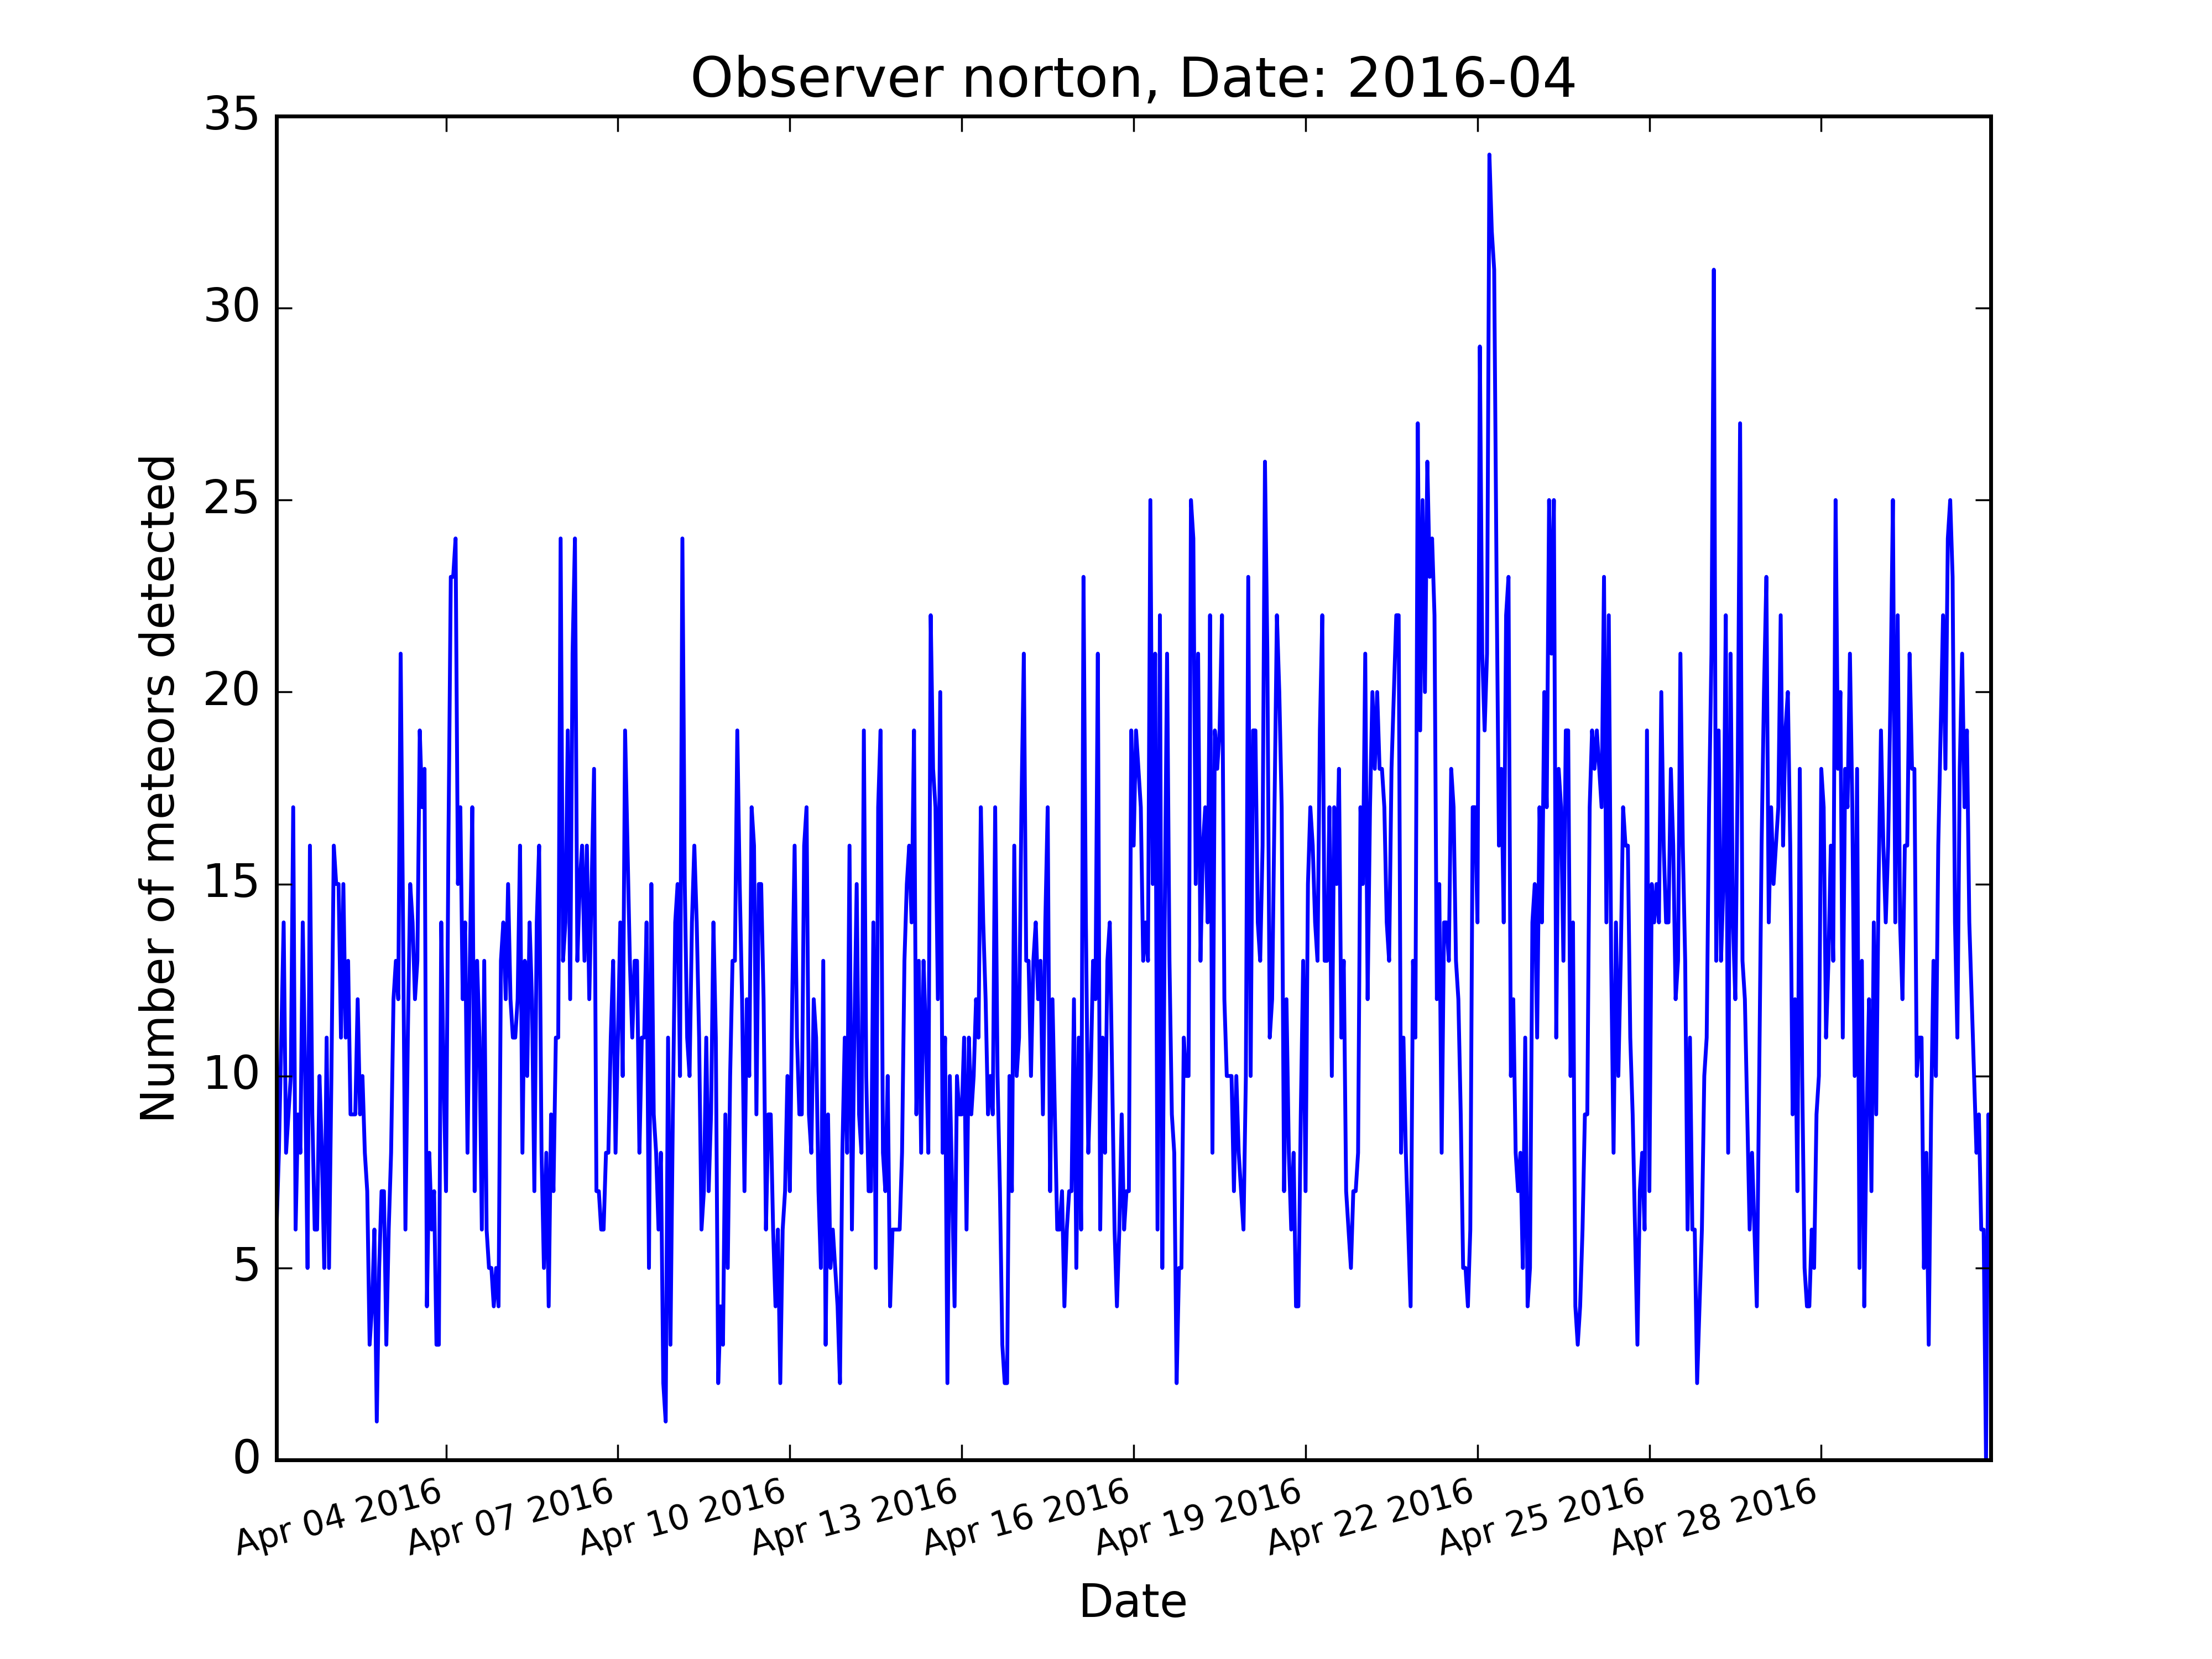 Observer norton, Date: 2016-04
35
30
25
20
15
10
5
0
Number of meteors detected
Apr 04 2016
Apr 07 2016
Apr 10 2016
Apr 13 2016
Apr 16 2016
Apr 19 2016
Apr 22 2016
Apr 25 2016
Apr 28 2016
Date